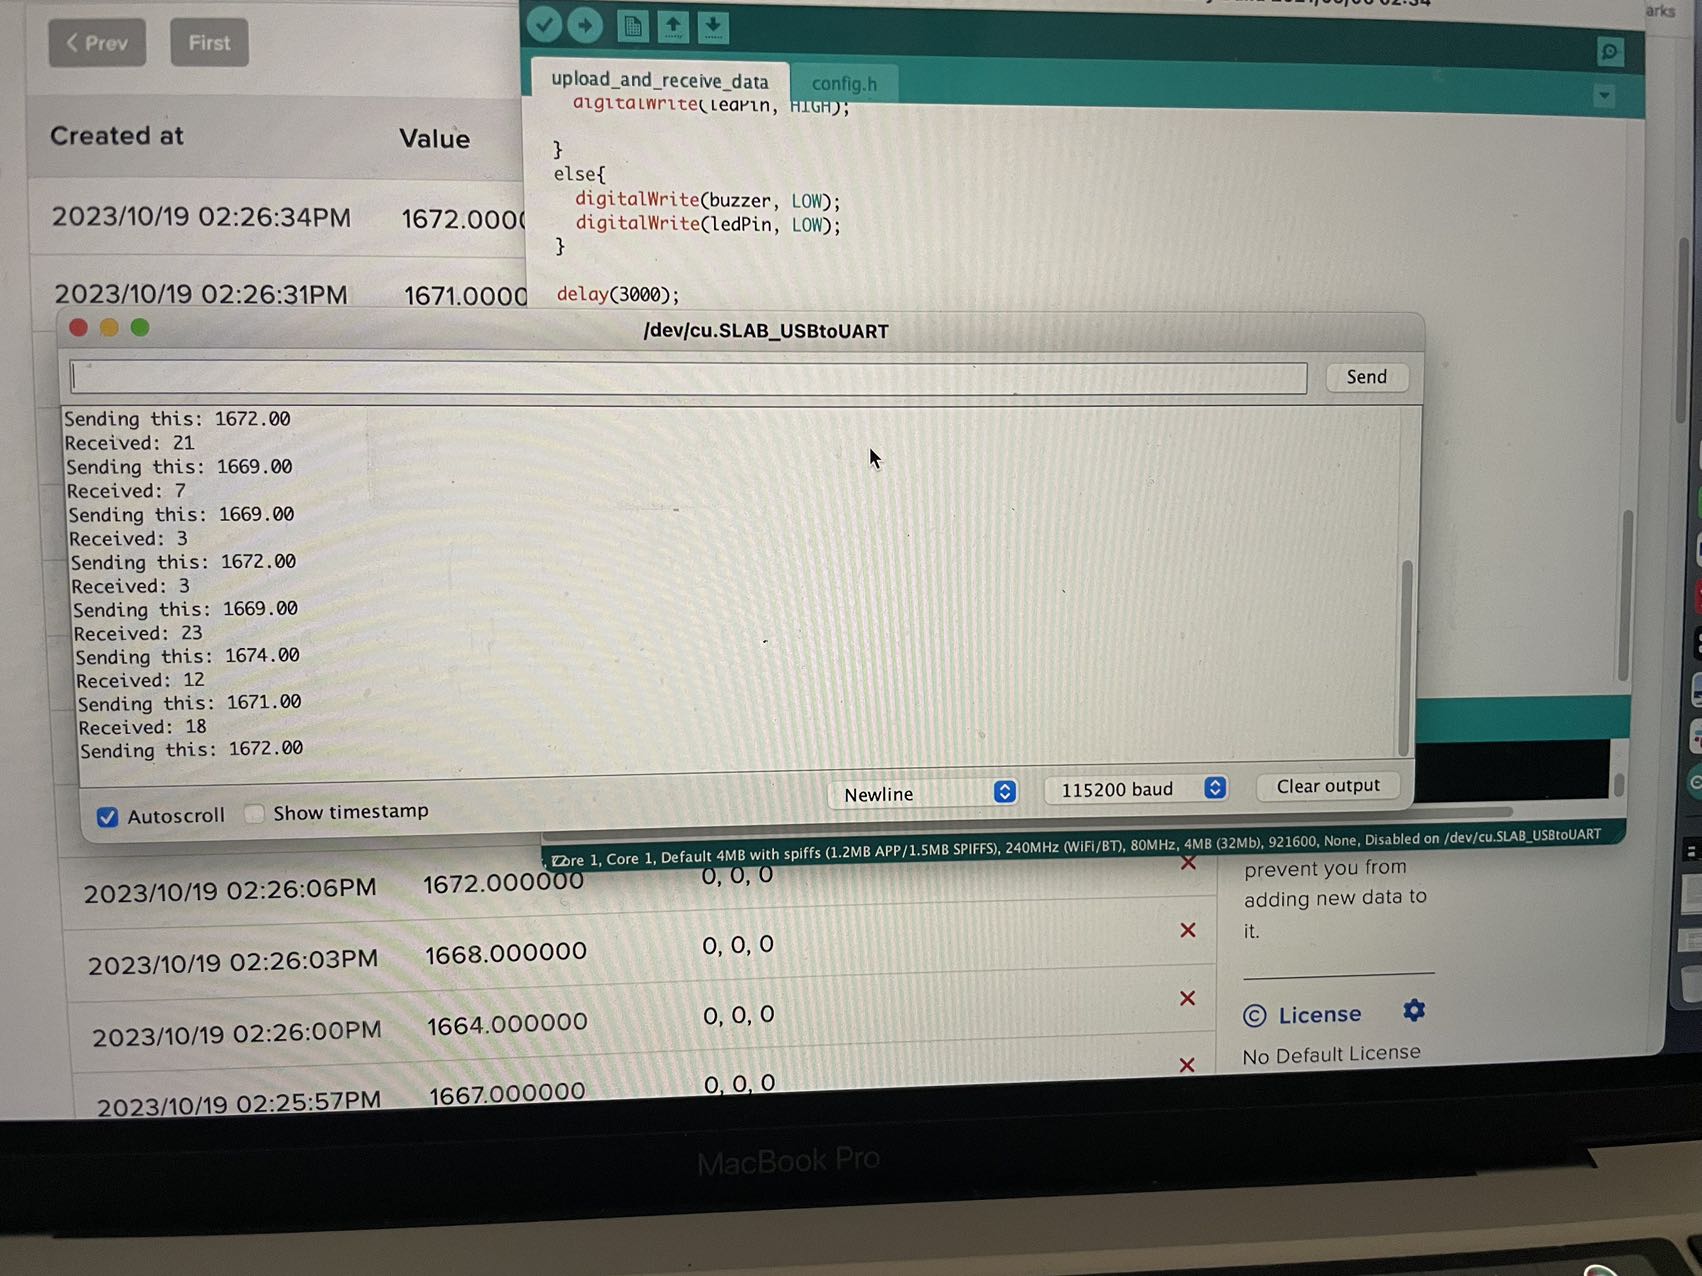 arks
< Prev
First
upload_and_receive_data
config.h
Created at
Value
digitalWrite(ledPin, HIGH);
}
else{
digitalWrite(buzzer, LOW);
digitalWrite(ledPin, LOW);
}
delay(3000);
2023/10/19 02:26:34PM 1672.000
2023/10/19 02:26:31PM 1671.0000
/dev/cu.SLAB_USBtoUART
Send
Sending this: 1672.00
Received: 21
Sending this: 1669.00
Received: 7
Sending this: 1669.00
Received: 3
Sending this: 1672.00
Received: 3
Sending this: 1669.00
Received: 23
Sending this: 1674.00
Received: 12
Sending this: 1671.00
Received: 18
Sending this: 1672.00
Autoscroll
Show timestamp
Newline
115200 baud
Clear output
Core 1, Core 1, Default 4MB with spiffs (1.2MB APP/1.5MB SPIFFS), 240MHz (WiFi/BT), 80MHz, 4MB (32Mb), 921600, None, Disabled on /dev/cu.SLAB_USBtoUART
2023/10/19 02:26:06PM 1672.000000 0, 0, 0
2023/10/19 02:26:03PM 1668.000000 0, 0, 0
2023/10/19 02:26:00PM 1664.000000 0, 0, 0
2023/10/19 02:25:57PM 1667.000000 0, 0, 0
prevent you from
adding new data to
it.
© License
No Default License
MacBook Pro